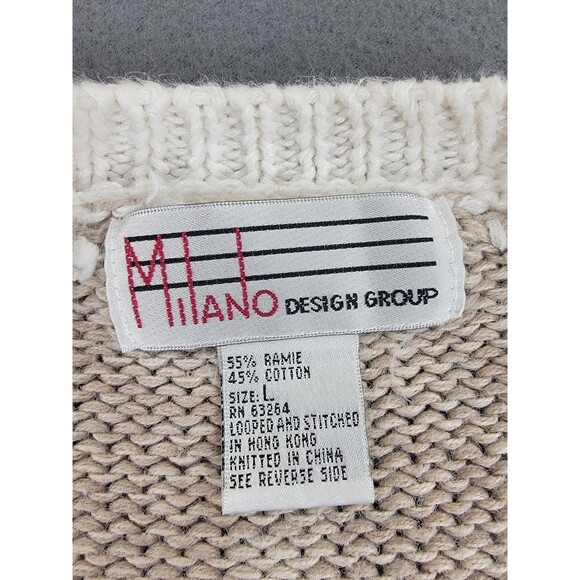 MilANO DESIGN GROUP
55% RAMIE
45% COTTON
SIZE: L
RN 63264
LOOPED AND STITCHED
IN HONG KONG
KNITTED IN CHINA
SEE REVERSE SIDE